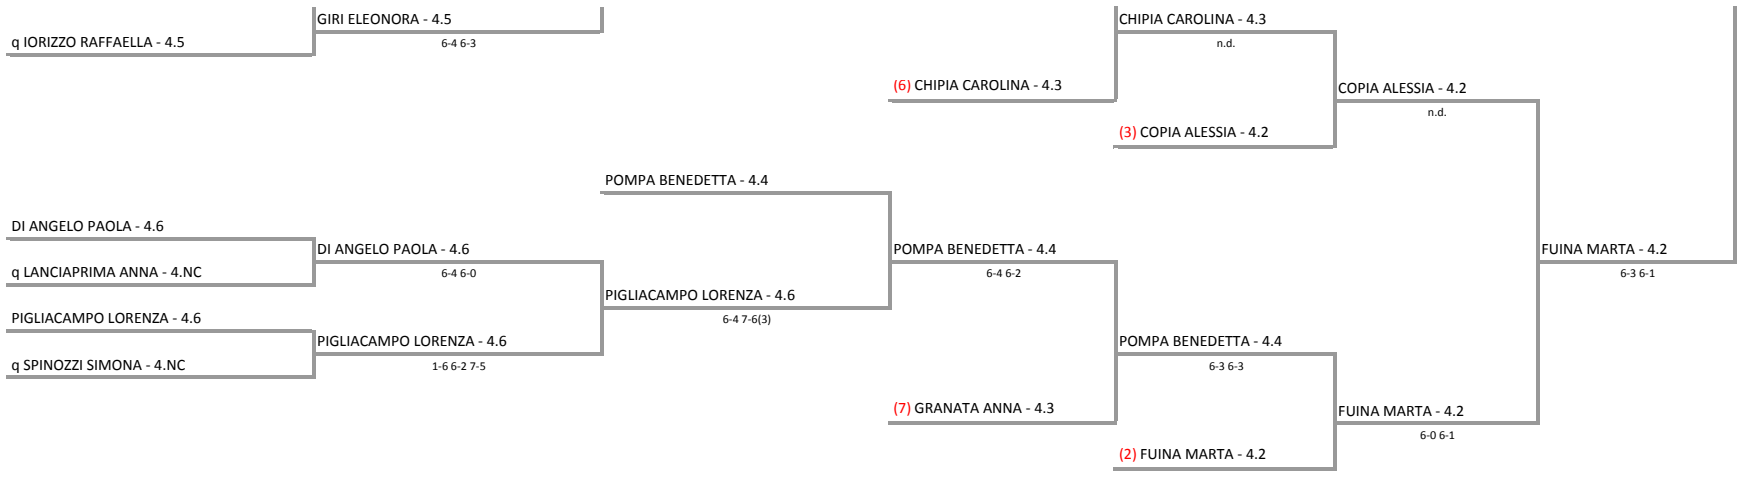 GIRI ELEONORA - 4.5
CHIPIA CAROLINA - 4.3
q IORIZZO RAFFAELLA - 4.5
6-4 6-3
n.d.
(6) CHIPIA CAROLINA - 4.3
COPIA ALESSIA - 4.2
n.d.
(3) COPIA ALESSIA - 4.2
POMPA BENEDETTA - 4.4
DI ANGELO PAOLA - 4.6
DI ANGELO PAOLA - 4.6
POMPA BENEDETTA - 4.4
FUINA MARTA - 4.2
q LANCIAPRIMA ANNA - 4.NC
6-4 6-0
6-4 6-2
6-3 6-1
PIGLIACAMPO LORENZA - 4.6
PIGLIACAMPO LORENZA - 4.6
6-4 7-6(3)
PIGLIACAMPO LORENZA - 4.6
POMPA BENEDETTA - 4.4
q SPINOZZI SIMONA - 4.NC
1-6 6-2 7-5
6-3 6-3
(7) GRANATA ANNA - 4.3
FUINA MARTA - 4.2
6-0 6-1
(2) FUINA MARTA - 4.2